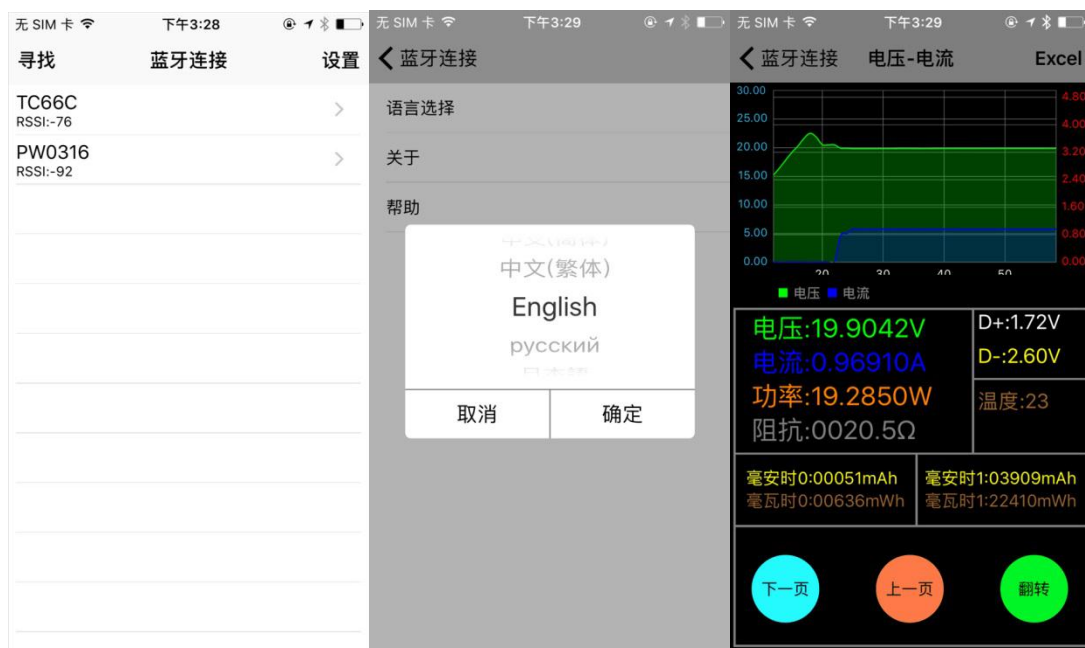 无 SIM 卡 下午3:28
寻找 蓝牙连接 设置
TC66C
RSSI:-76
PW0316
RSSI:-92
无 SIM 卡 下午3:29
蓝牙连接
语言选择
关于
帮助
中文(简体)
中文(繁体)
English
русский
日本語
取消 确定
无 SIM 卡 下午3:29
蓝牙连接 电压-电流 Excel
30.00 4.80
25.00 4.00
20.00 3.20
15.00 2.40
10.00 1.60
5.00 0.80
0.00 0.00
20 30 40 50
电压 电流
电压:19.9042V
电流:0.96910A
功率:19.2850W
阻抗:0020.5Ω
D+:1.72V
D-:2.60V
温度:23
毫安时0:00051mAh
毫瓦时0:00636mWh
毫安时1:03909mAh
毫瓦时1:22410mWh
下一页 上一页 翻转